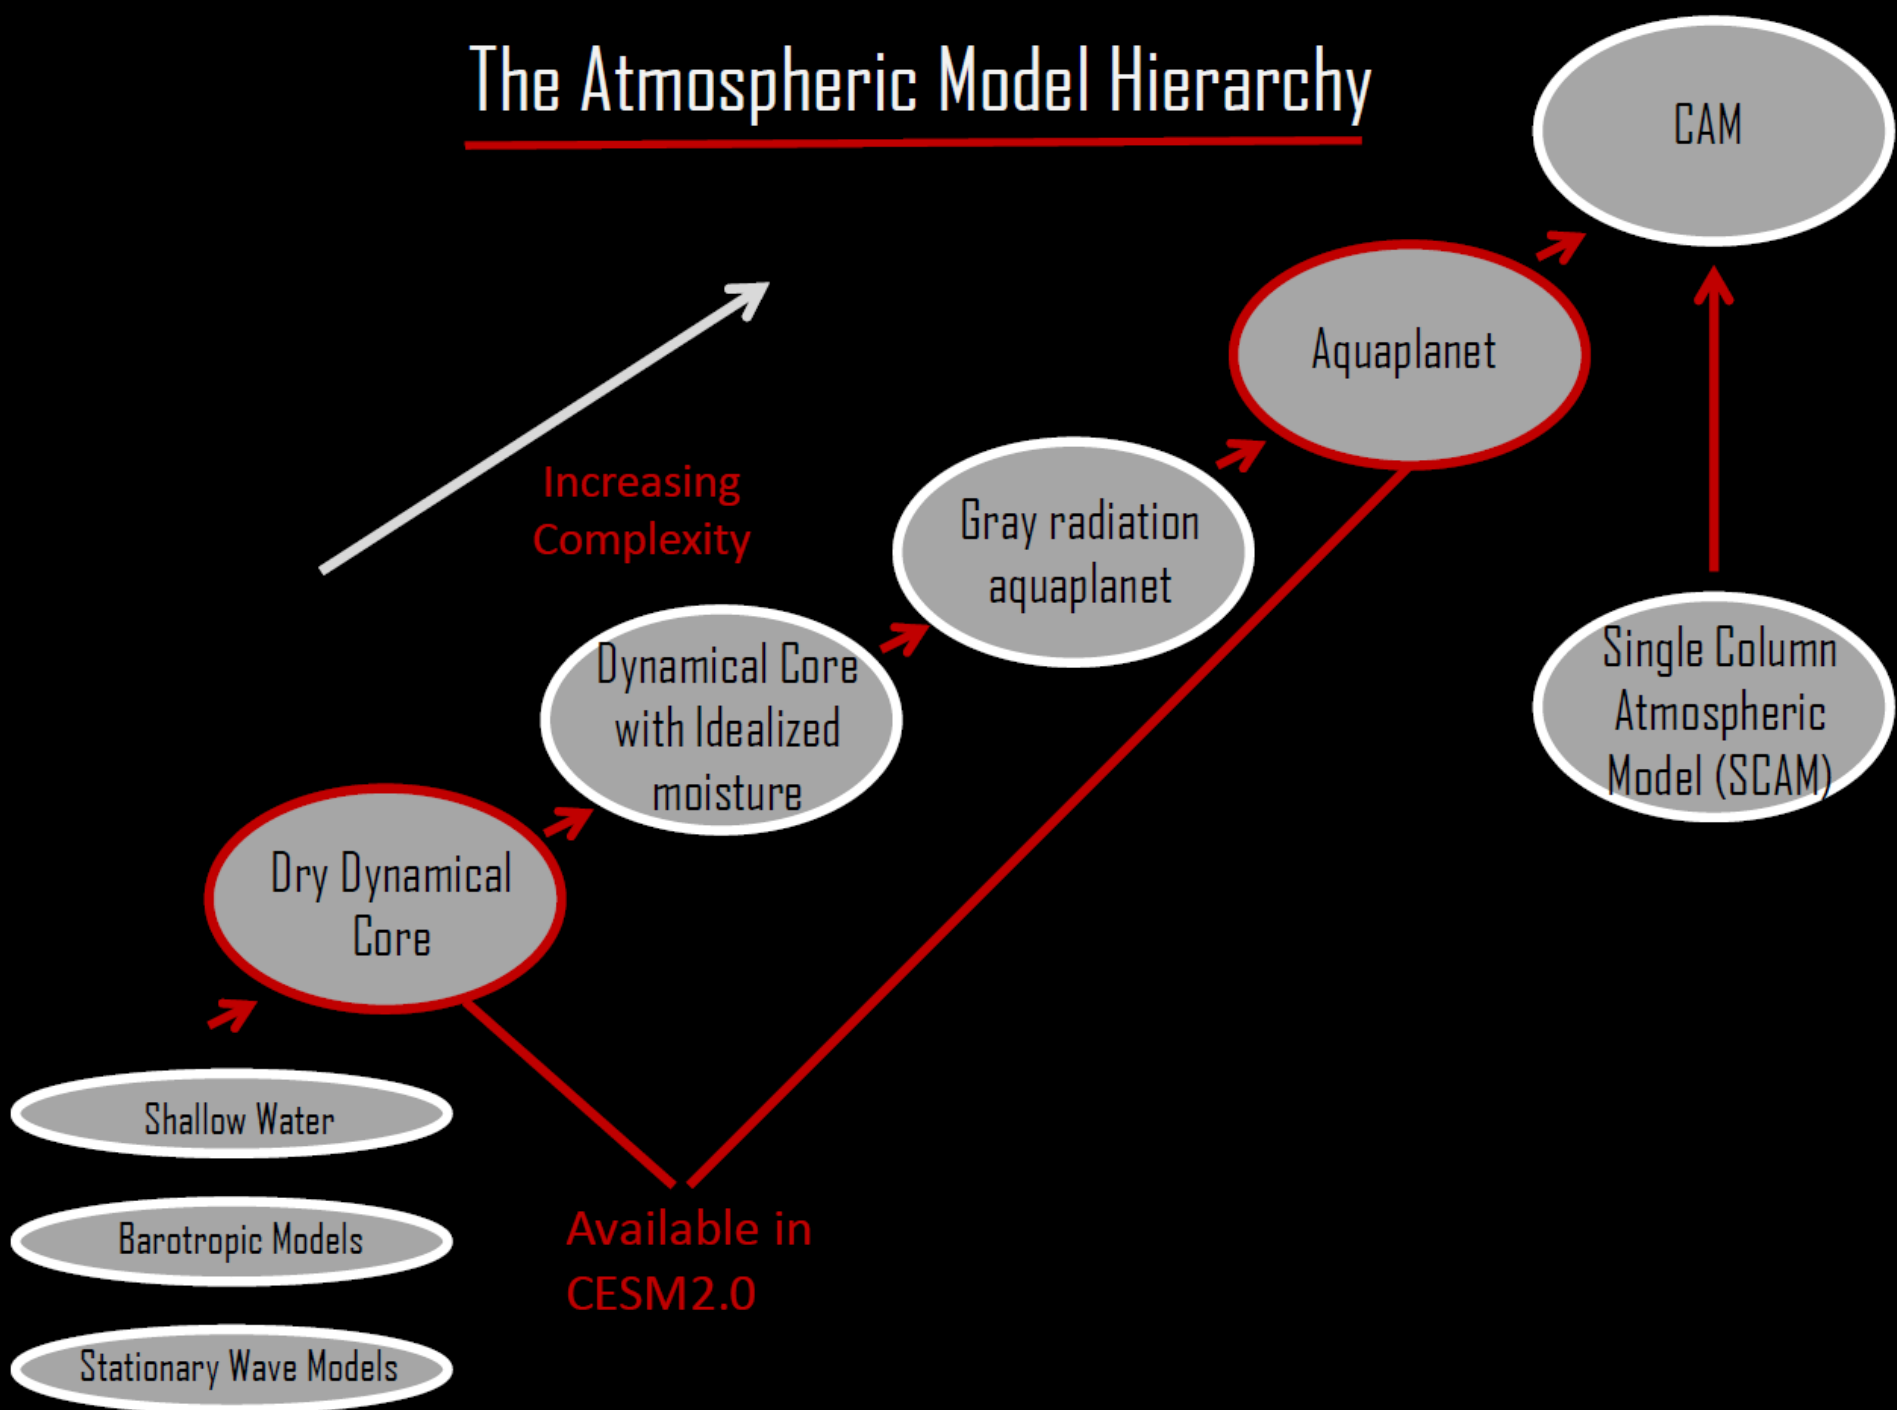 The Atmospheric Model Hierarchy
CAM
Aquaplanet
Increasing
Complexity
Gray radiation
aquaplanet
Dynamical Core
with Idealized
moisture
Single Column
Atmospheric
Model (SCAM)
Dry Dynamical
Core
Shallow Water
Barotropic Models
Stationary Wave Models
Available in
CESM2.0